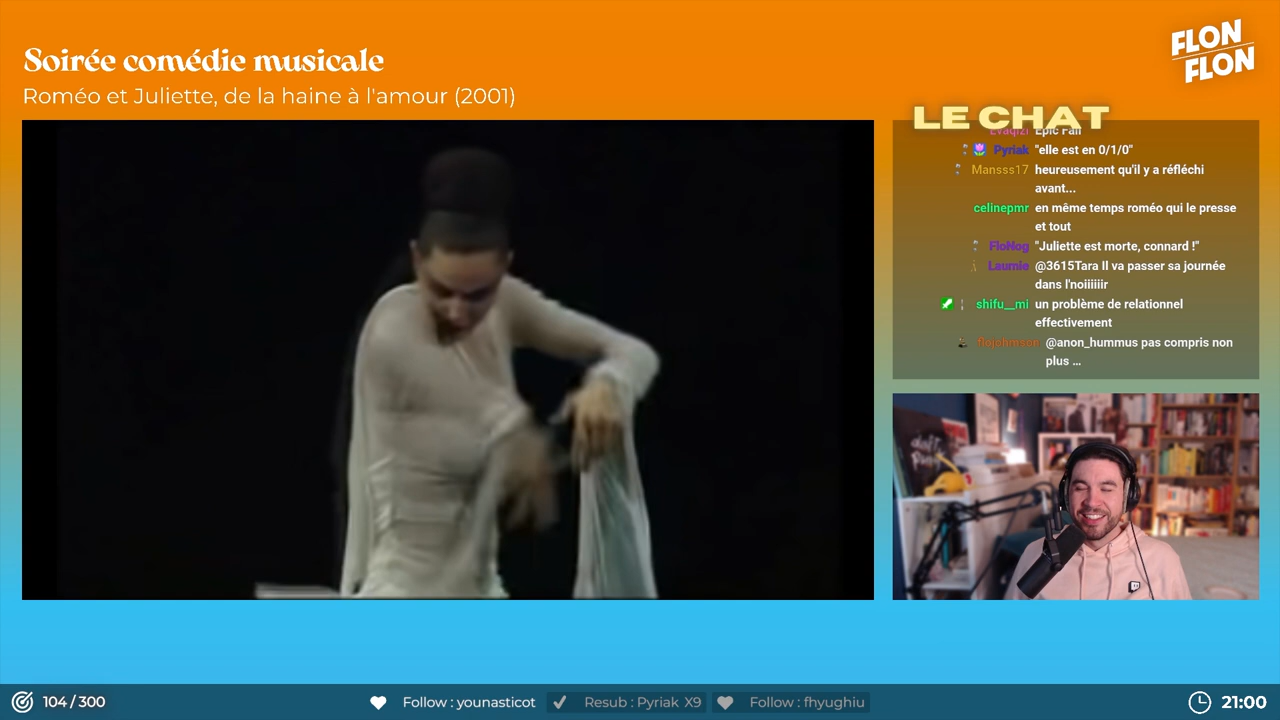 Soirée comédie musicale
Roméo et Juliette, de la haine à l'amour (2001)
FLON
FLON
LE CHAT
Epic Fail
Pyriak "elle est en 0/1/0"
Mansss17 heureusement qu'il y a réfléchi
avant...
celinepmr en même temps roméo qui le presse
et tout
FloNog "Juliette est morte, connard !"
Laumie @3615Tara Il va passer sa journée
dans l'noiiiiiir
shifu__mi un problème de relationnel
effectivement
flojohnson @anon_hummus pas compris non
plus ...
104 / 300
Follow : younasticot
Resub : Pyriak X9
Follow : fhyughiu
21:00